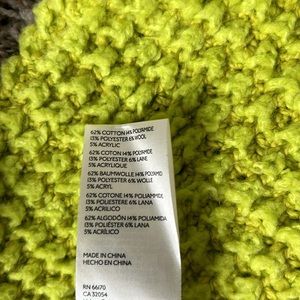 62% COTTON 14% POLYAMIDE
13% POLYESTER 6% WOOL
5% ACRYLIC
62% COTON 14% POLYAMIDE
13% POLYESTER 6% LAINE
5% ACRYLIQUE
62% BAUMWOLLE 14% POLYAMID
13% POLYESTER 6% WOLLE
5% ACRYL
62% COTONE 14% POLIAMMIDE
13% POLIESTERE 6% LANA
5% ACRILICO
62% ALGODÓN 14% POLIAMIDA
13% POLIÉSTER 6% LANA
5% ACRÍLICO
MADE IN CHINA
HECHO EN CHINA
RN 66170
CA 32054